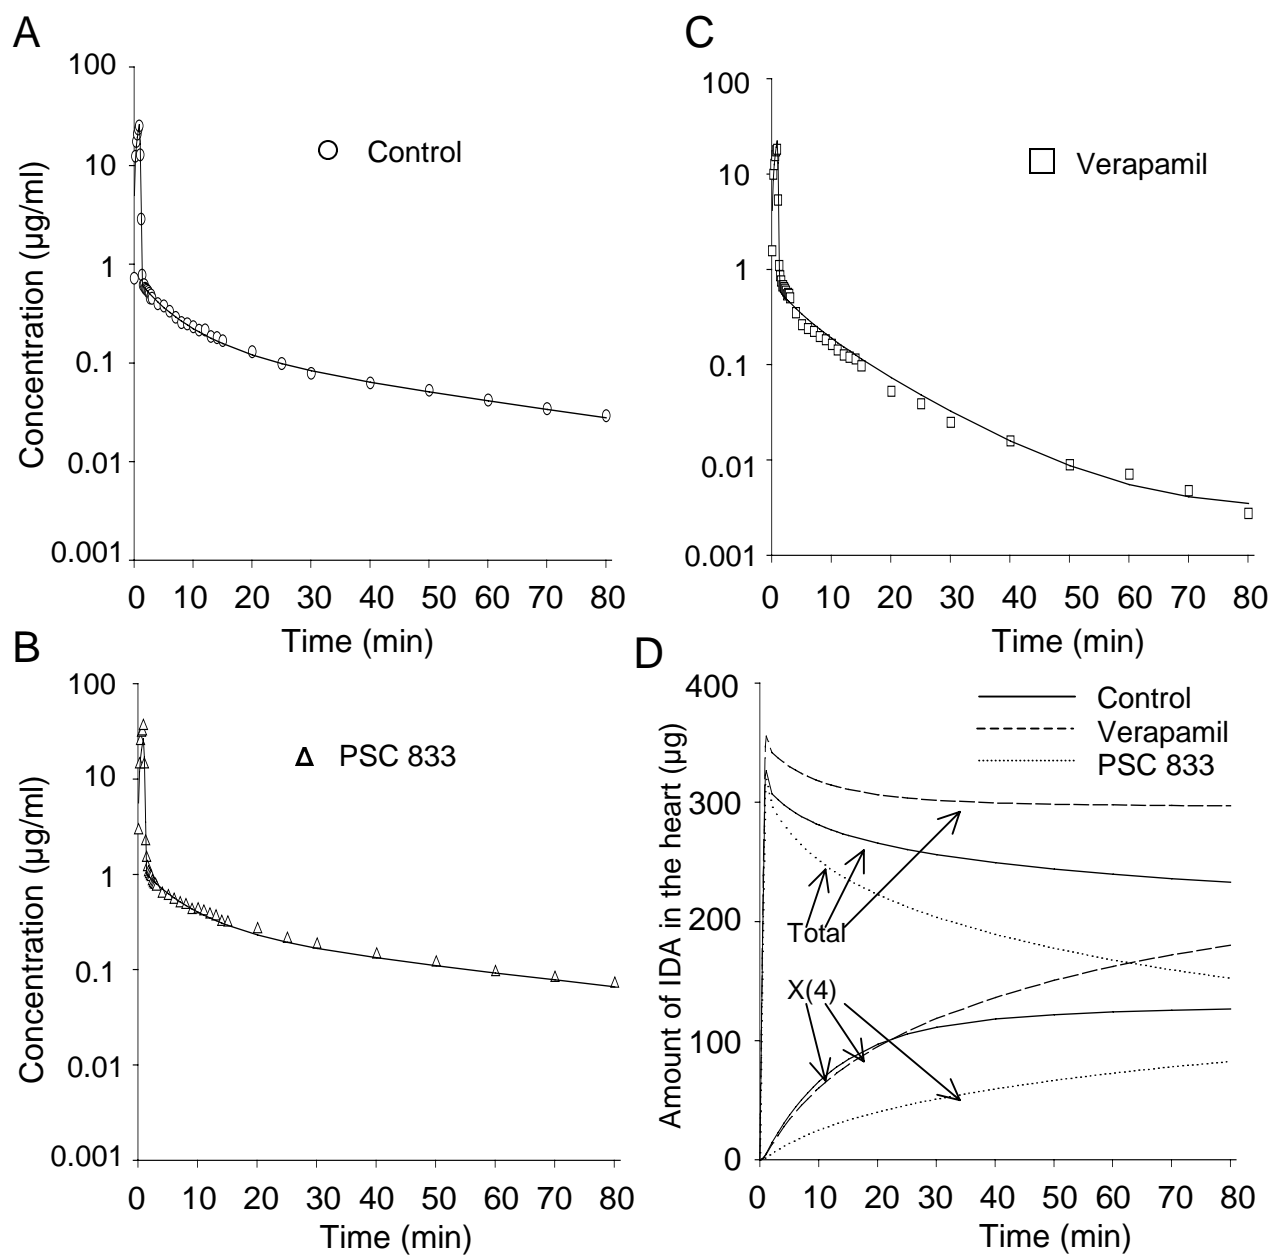 A
100
10
1
0.1
0.01
0.001
Concentration (µg/ml)
Control
0 10 20 30 40 50 60 70 80
Time (min)
C
100
10
1
0.1
0.01
0.001
Concentration (µg/ml)
Verapamil
0 10 20 30 40 50 60 70 80
Time (min)
B
100
10
1
0.1
0.01
0.001
Concentration (µg/ml)
PSC 833
0 10 20 30 40 50 60 70 80
Time (min)
D
400
300
200
100
0
Amount of IDA in the heart (µg)
Control
Verapamil
PSC 833
Total
X(4)
0 10 20 30 40 50 60 70 80
Time (min)